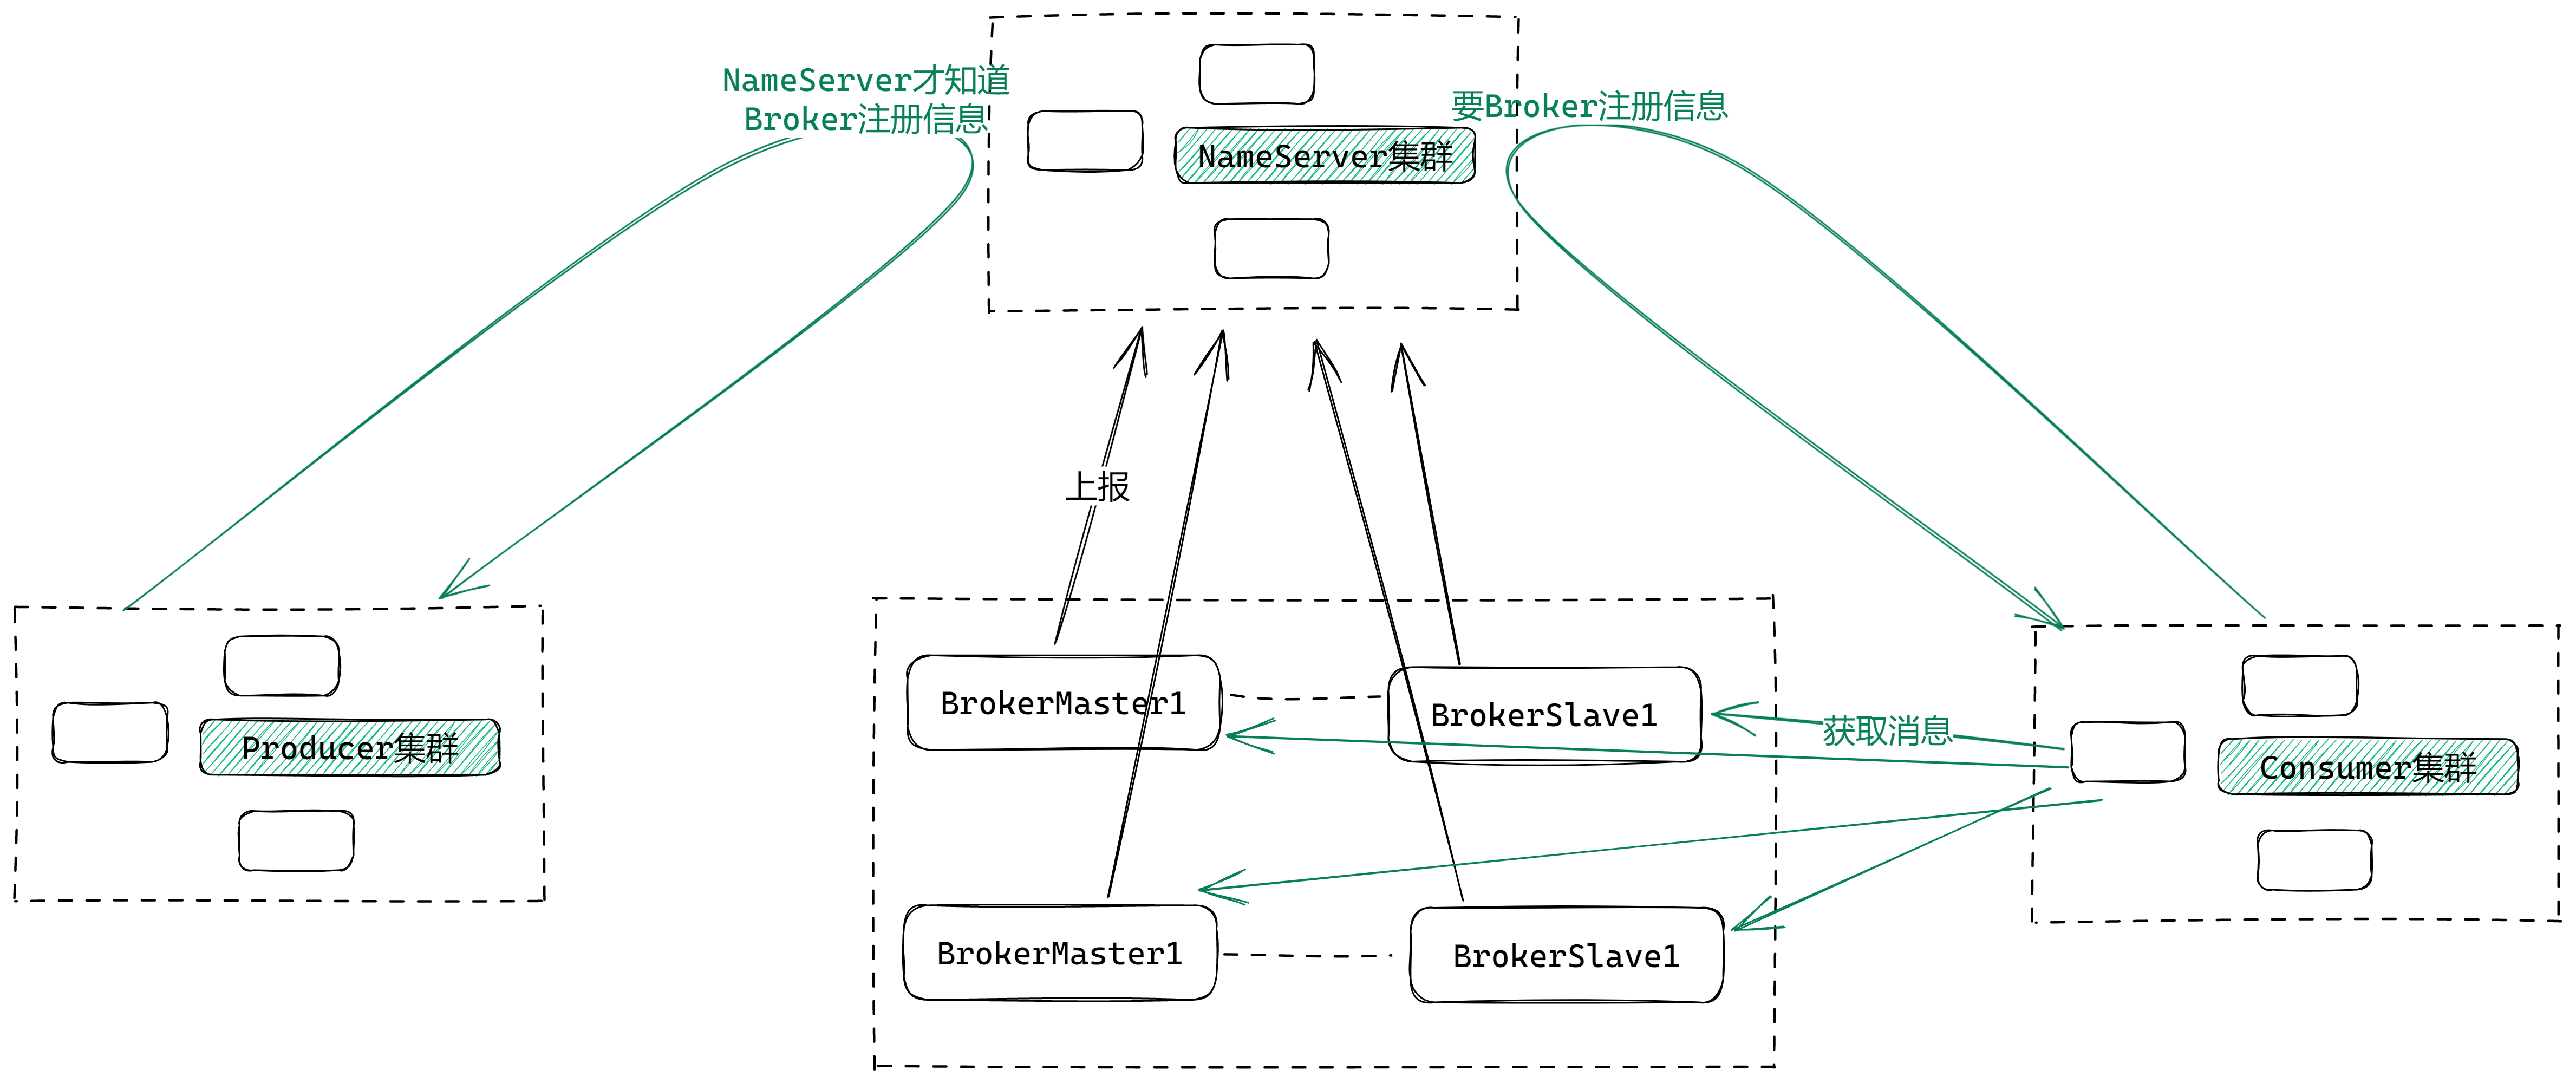 NameServer才知道
Broker注册信息
要Broker注册信息
NameServer集群
上报
BrokerMaster1
BrokerSlave1
获取消息
Producer集群
Consumer集群
BrokerMaster1
BrokerSlave1